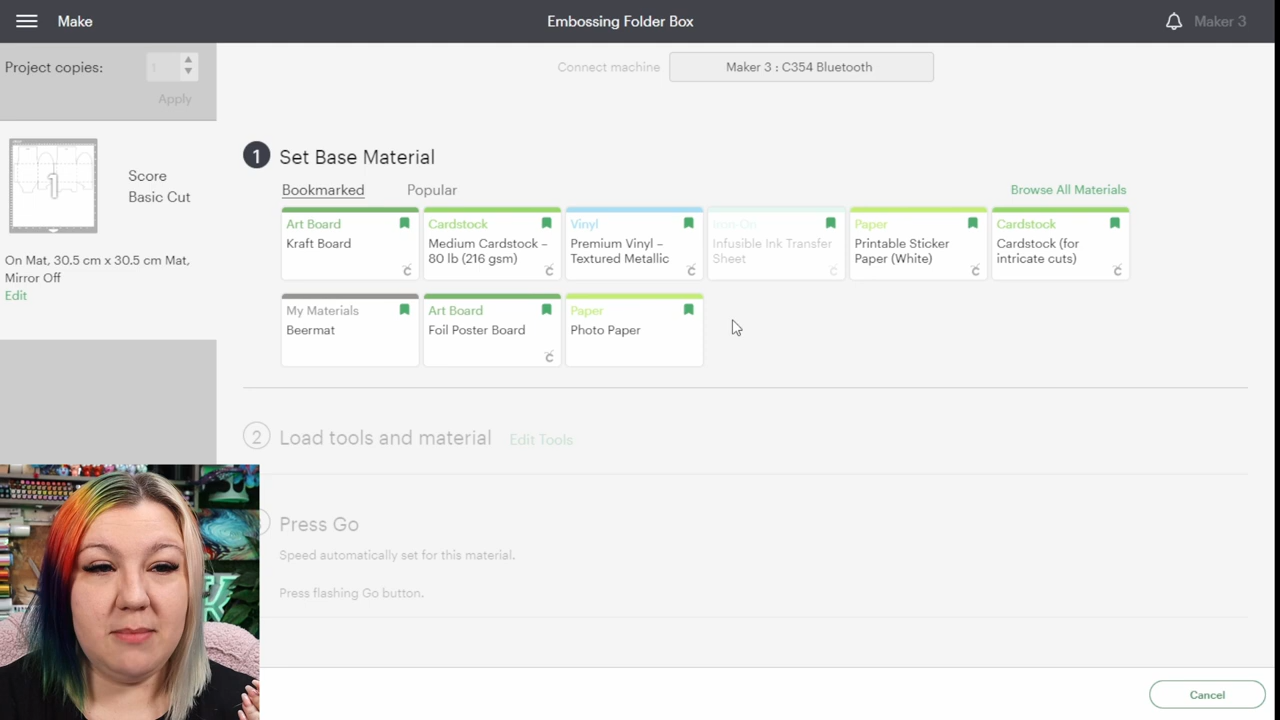 Make
Embossing Folder Box
Maker 3
Project copies:
1
Apply
Connect machine
Maker 3 : C354 Bluetooth
1
Score
Basic Cut
On Mat, 30.5 cm x 30.5 cm Mat,
Mirror Off
Edit
1 Set Base Material
Bookmarked
Popular
Browse All Materials
Art Board
Kraft Board
Cardstock
Medium Cardstock –
80 lb (216 gsm)
Vinyl
Premium Vinyl –
Textured Metallic
Iron-On
Infusible Ink Transfer
Sheet
Paper
Printable Sticker
Paper (White)
Cardstock
Cardstock (for
intricate cuts)
My Materials
Beermat
Art Board
Foil Poster Board
Paper
Photo Paper
2 Load tools and material
Edit Tools
Press Go
Speed automatically set for this material.
Press flashing Go button.
Cancel